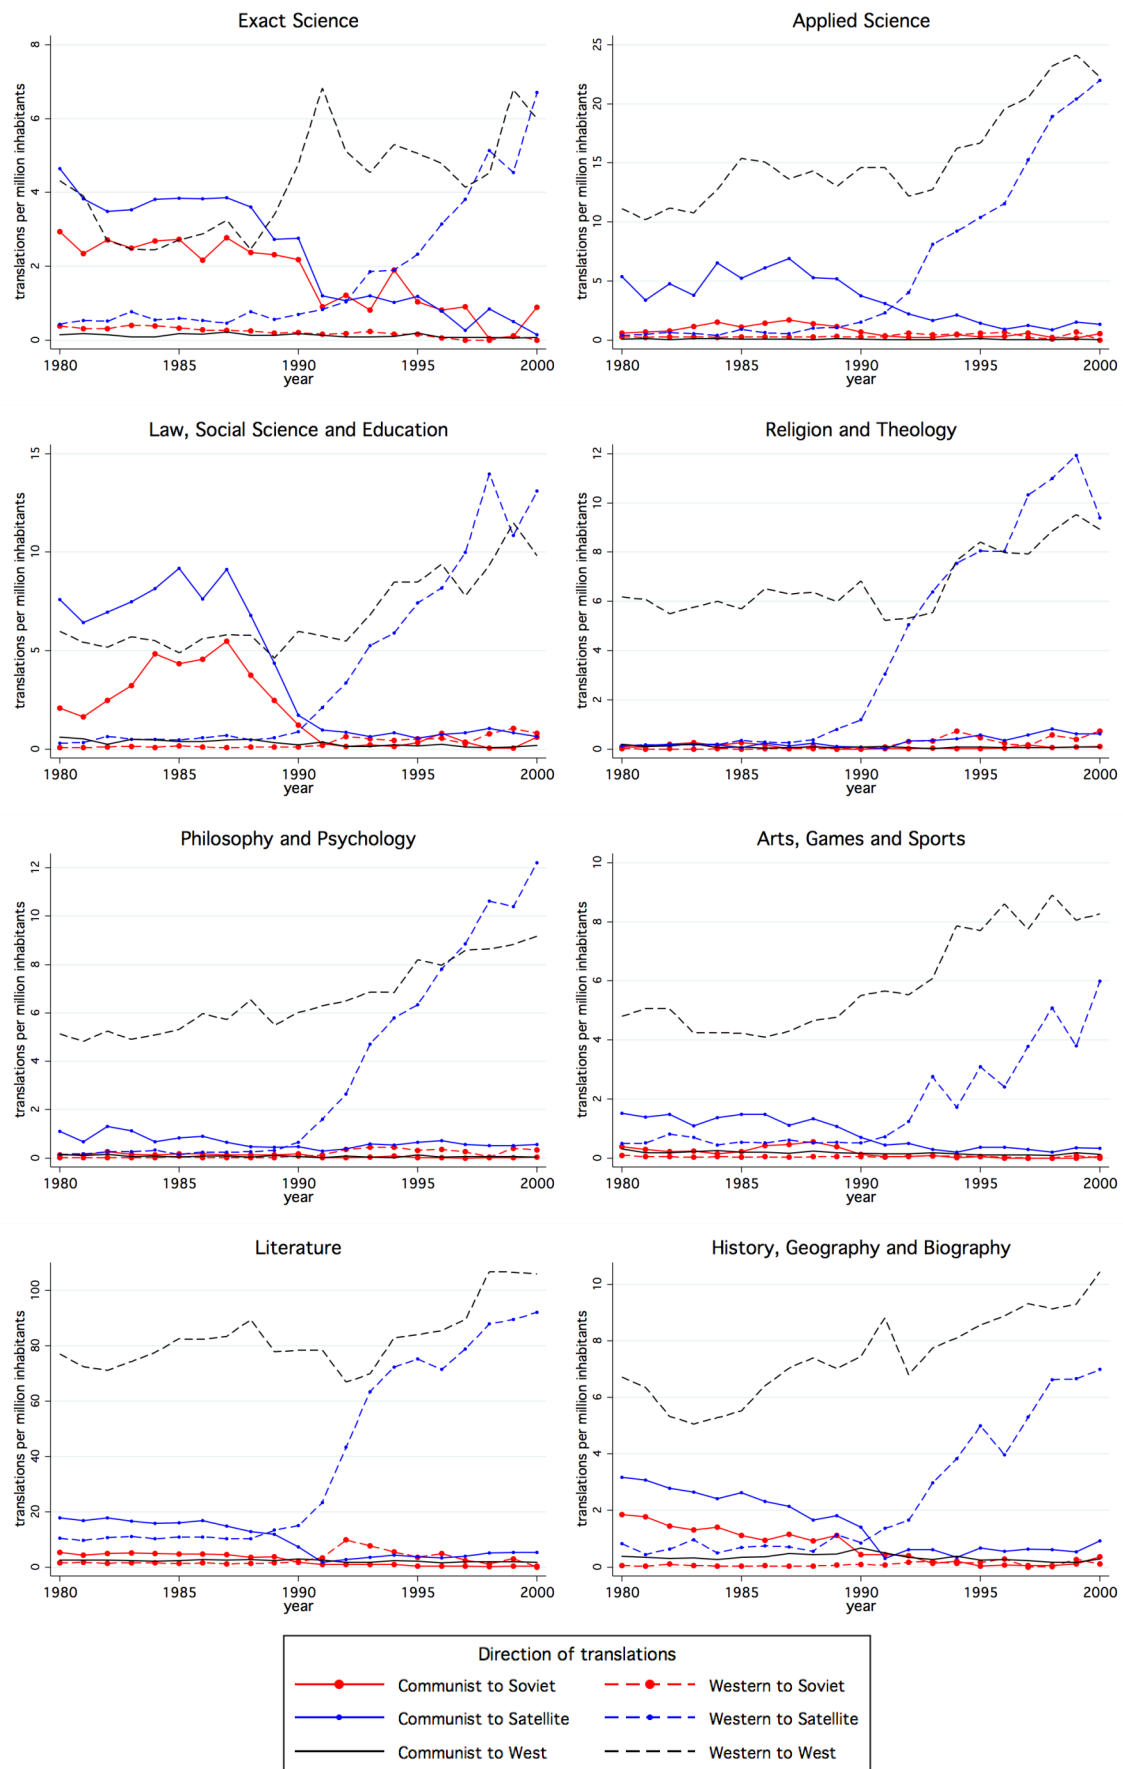 Exact Science
translations per million inhabitants
8
6
4
2
0
1980 1985 1990 1995 2000
year
Applied Science
translations per million inhabitants
25
20
15
10
5
0
1980 1985 1990 1995 2000
year
Law, Social Science and Education
translations per million inhabitants
15
10
5
0
1980 1985 1990 1995 2000
year
Religion and Theology
translations per million inhabitants
12
10
8
6
4
2
0
1980 1985 1990 1995 2000
year
Philosophy and Psychology
translations per million inhabitants
12
10
8
6
4
2
0
1980 1985 1990 1995 2000
year
Arts, Games and Sports
translations per million inhabitants
10
8
6
4
2
0
1980 1985 1990 1995 2000
year
Literature
translations per million inhabitants
100
80
60
40
20
0
1980 1985 1990 1995 2000
year
History, Geography and Biography
translations per million inhabitants
10
8
6
4
2
0
1980 1985 1990 1995 2000
year
Direction of translations
Communist to Soviet Western to Soviet
Communist to Satellite Western to Satellite
Communist to West Western to West